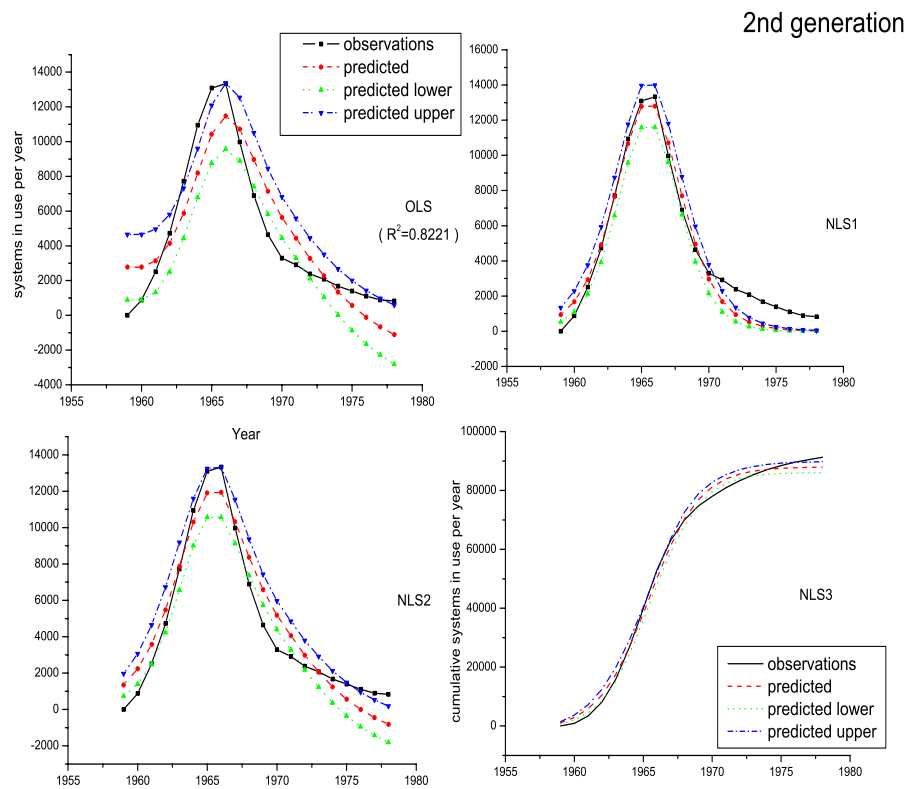 2nd generation
observations
predicted
predicted lower
predicted upper
14000
12000
10000
8000
6000
4000
2000
0
-2000
-4000
systems in use per year
OLS
( R²=0.8221 )
1955 1960 1965 1970 1975 1980
Year
16000
14000
12000
10000
8000
6000
4000
2000
0
-2000
NLS1
1955 1960 1965 1970 1975 1980
14000
12000
10000
8000
6000
4000
2000
0
-2000
NLS2
1955 1960 1965 1970 1975 1980
100000
80000
60000
40000
20000
0
cumulative systems in use per year
NLS3
observations
predicted
predicted lower
predicted upper
1955 1960 1965 1970 1975 1980